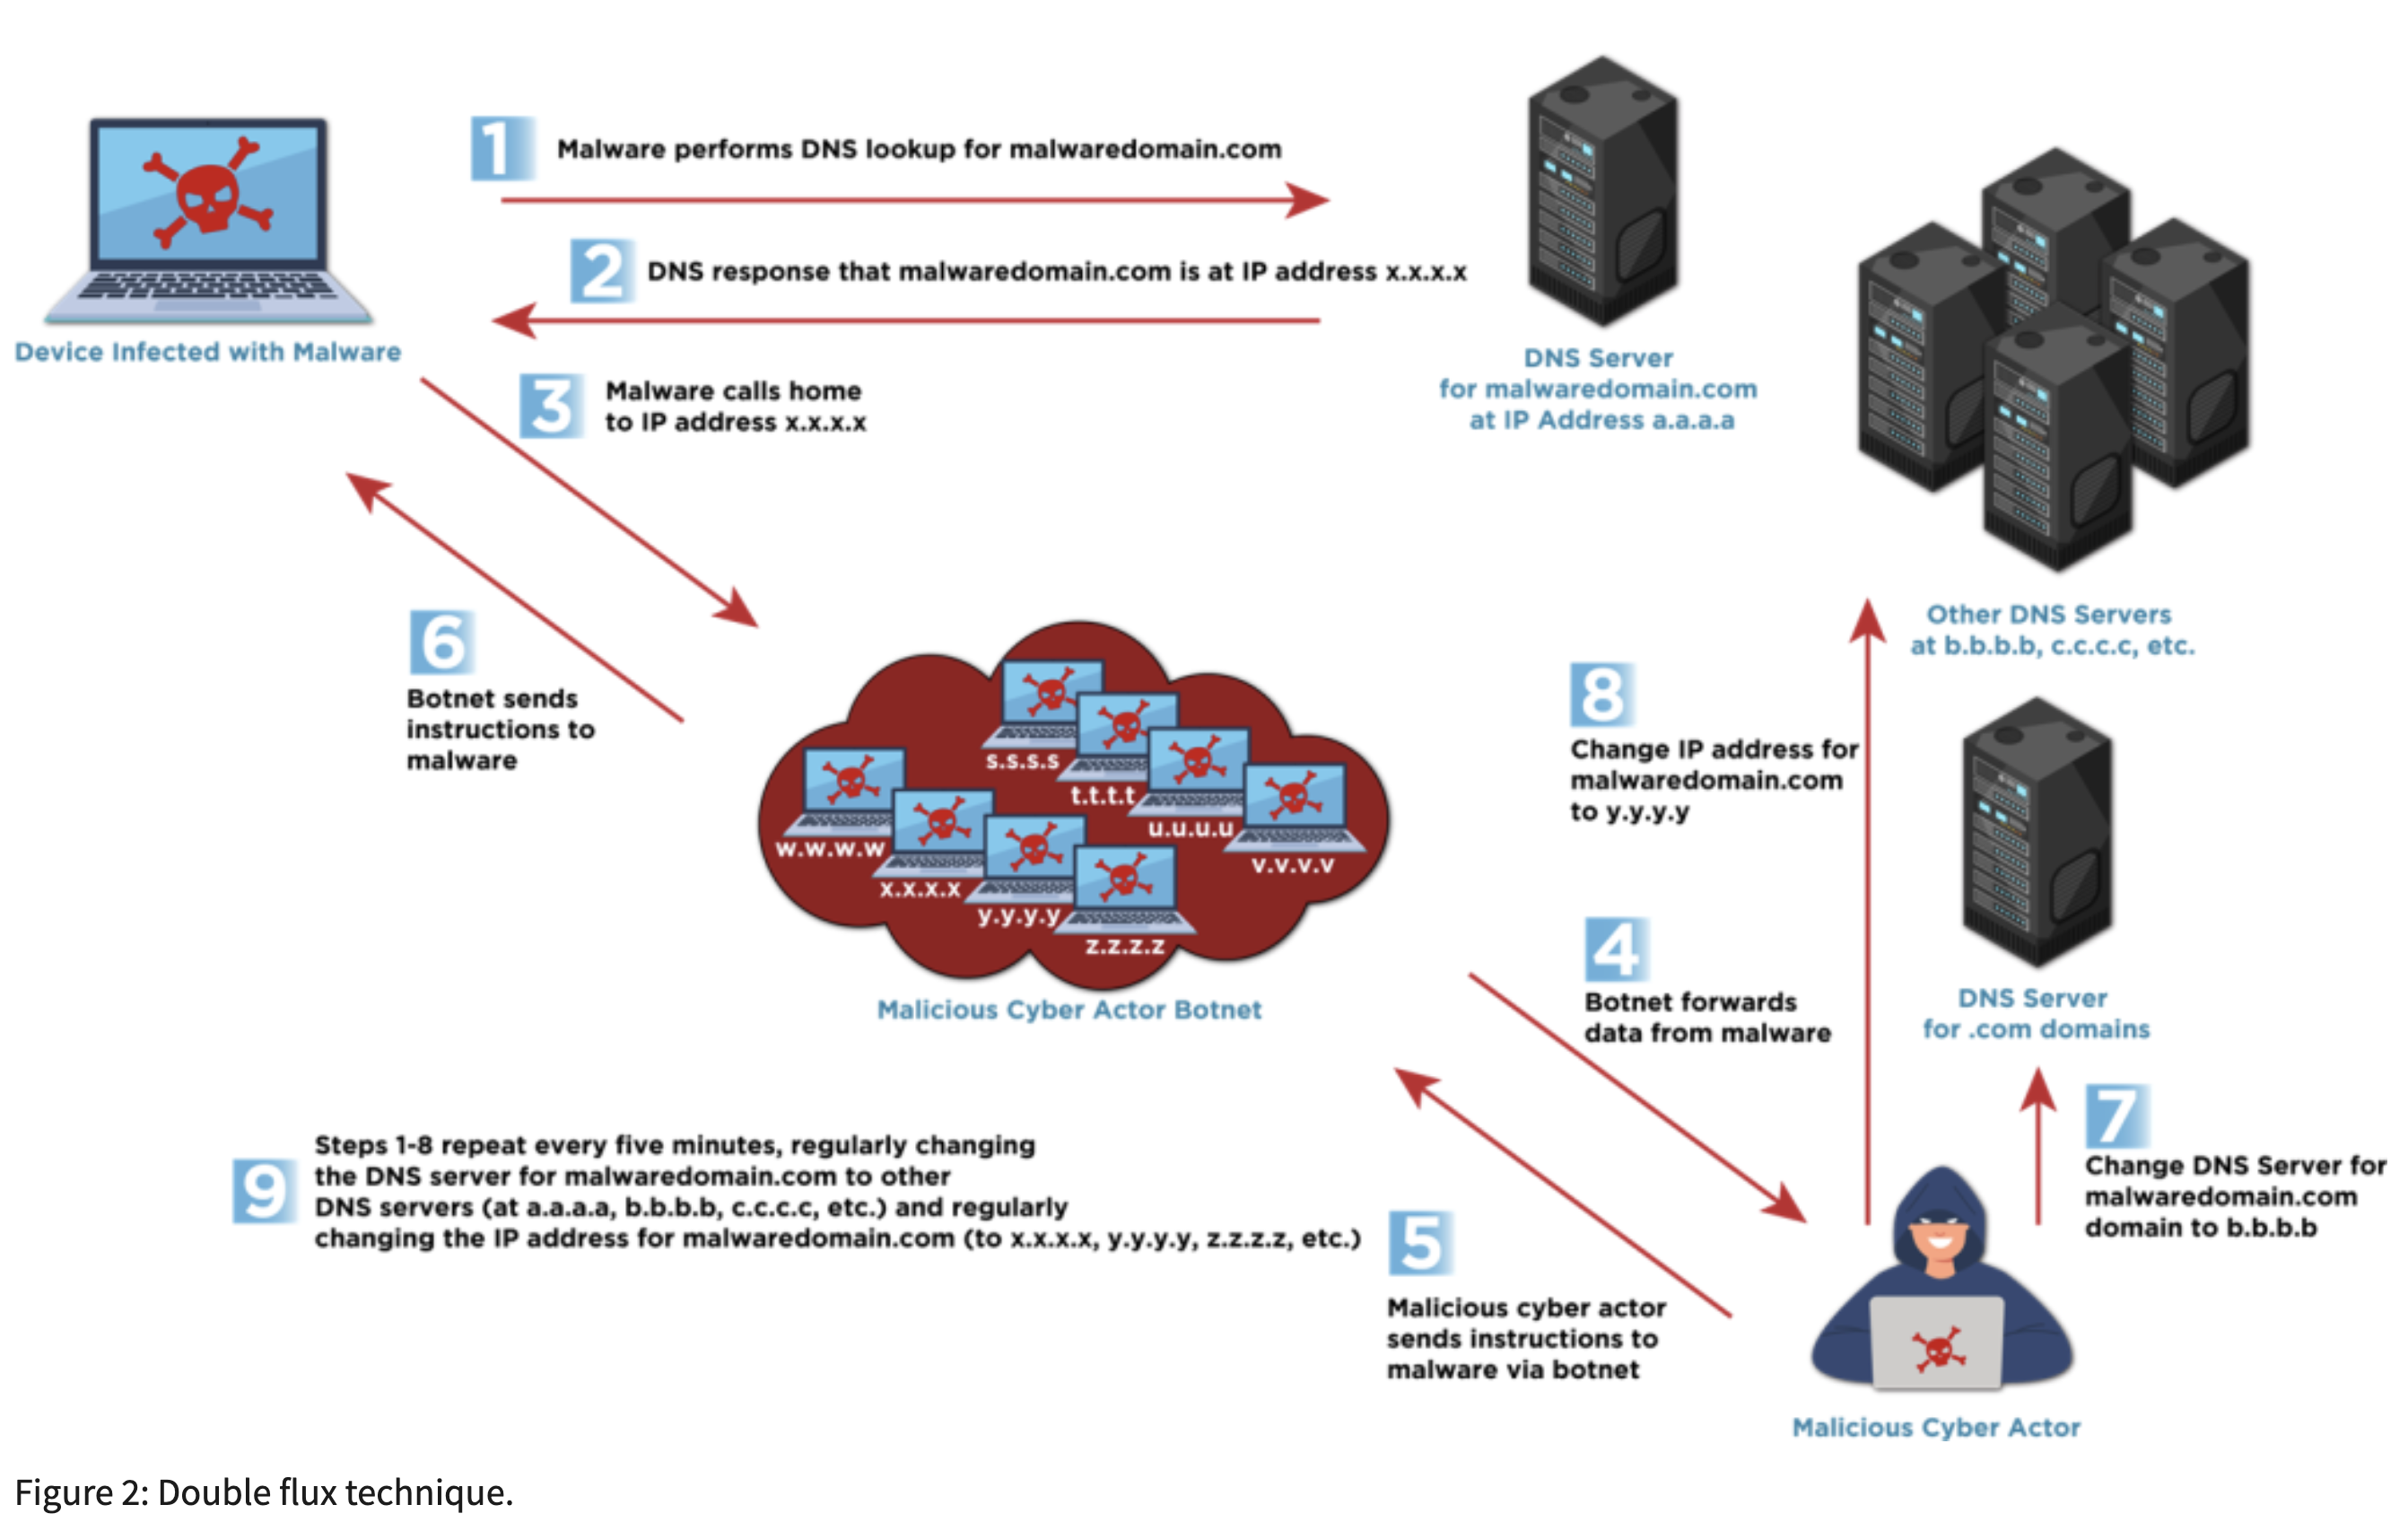 1
Malware performs DNS lookup for malwaredomain.com
2
DNS response that malwaredomain.com is at IP address x.x.x.x
Device Infected with Malware
DNS Server
for malwaredomain.com
at IP Address a.a.a.a
3
Malware calls home
to IP address x.x.x.x
Other DNS Servers
at b.b.b.b, c.c.c.c, etc.
6
Botnet sends
instructions to
malware
s.s.s.s
t.t.t.t
u.u.u.u
v.v.v.v
w.w.w.w
x.x.x.x
y.y.y.y
z.z.z.z
Malicious Cyber Actor Botnet
8
Change IP address for
malwaredomain.com
to y.y.y.y
4
Botnet forwards
data from malware
DNS Server
for .com domains
7
Change DNS Server for
malwaredomain.com
domain to b.b.b.b
9
Steps 1-8 repeat every five minutes, regularly changing
the DNS server for malwaredomain.com to other
DNS servers (at a.a.a.a, b.b.b.b, c.c.c.c, etc.) and regularly
changing the IP address for malwaredomain.com (to x.x.x.x, y.y.y.y, z.z.z.z, etc.)
5
Malicious cyber actor
sends instructions to
malware via botnet
Malicious Cyber Actor
Figure 2: Double flux technique.